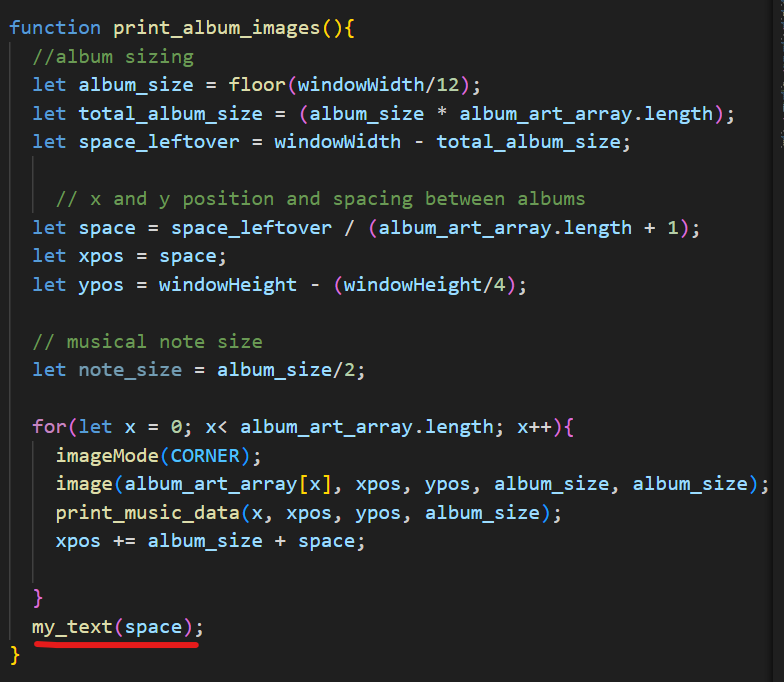 function print_album_images(){
//album sizing
let album_size = floor(windowWidth/12);
let total_album_size = (album_size * album_art_array.length);
let space_leftover = windowWidth - total_album_size;
// x and y position and spacing between albums
let space = space_leftover / (album_art_array.length + 1);
let xpos = space;
let ypos = windowHeight - (windowHeight/4);
// musical note size
let note_size = album_size/2;
for(let x = 0; x< album_art_array.length; x++){
imageMode(CORNER);
image(album_art_array[x], xpos, ypos, album_size, album_size);
print_music_data(x, xpos, ypos, album_size);
xpos += album_size + space;
}
my_text(space);
}